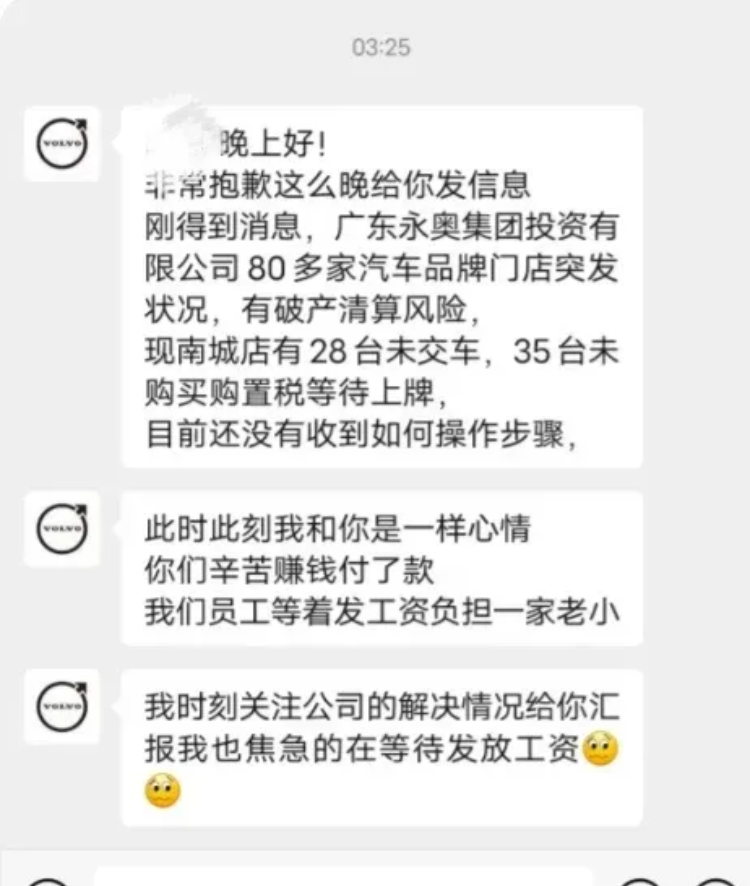 03:25
VOLVO
晚上好!
非常抱歉这么晚给你发信息
刚得到消息，广东永奥集团投资有
限公司80多家汽车品牌门店突发
状况，有破产清算风险，
现南城店有28台未交车，35台未
购买购置税等待上牌，
目前还没有收到如何操作步骤，
VOLVO
此时此刻我和你是一样心情
你们辛苦赚钱付了款
我们员工等着发工资负担一家老小
VOLVO
我时刻关注公司的解决情况给你汇
报我也焦急的在等待发放工资